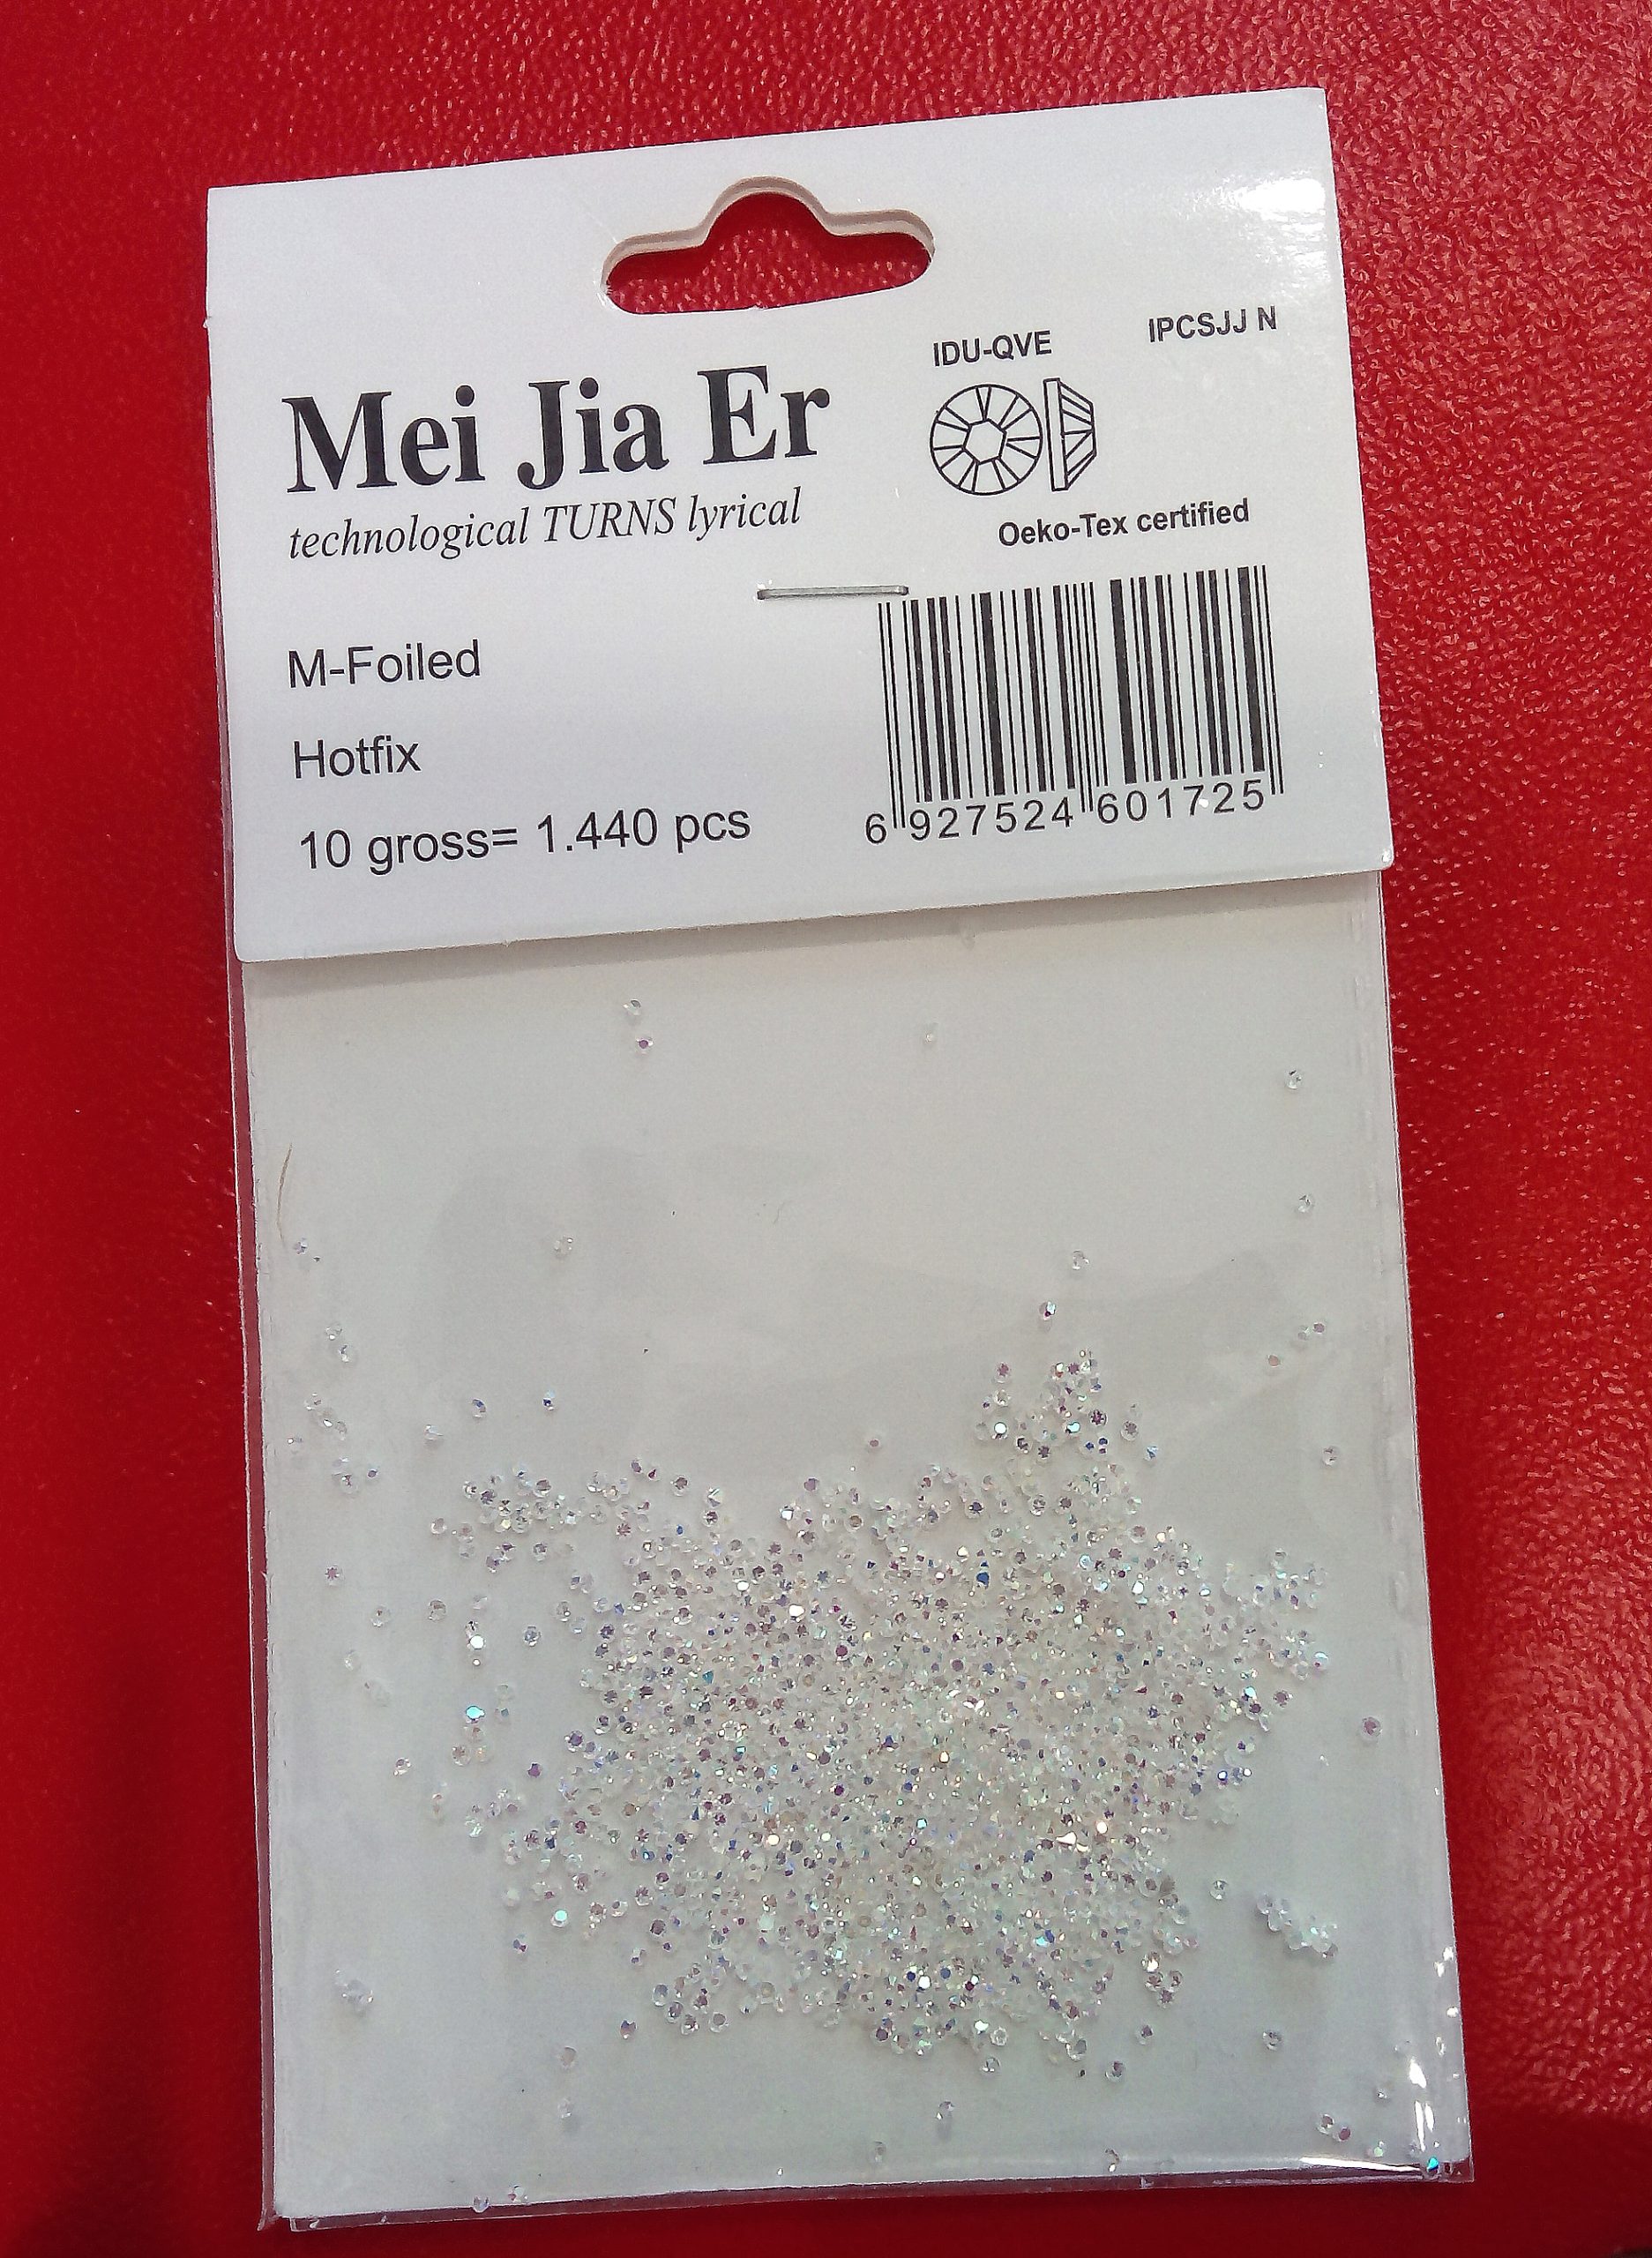 IDU-QVE IPCSJJ N
Mei Jia Er
technological TURNS lyrical
Oeko-Tex certified
M-Foiled
Hotfix
10 gross= 1.440 pcs
6 927524 601725